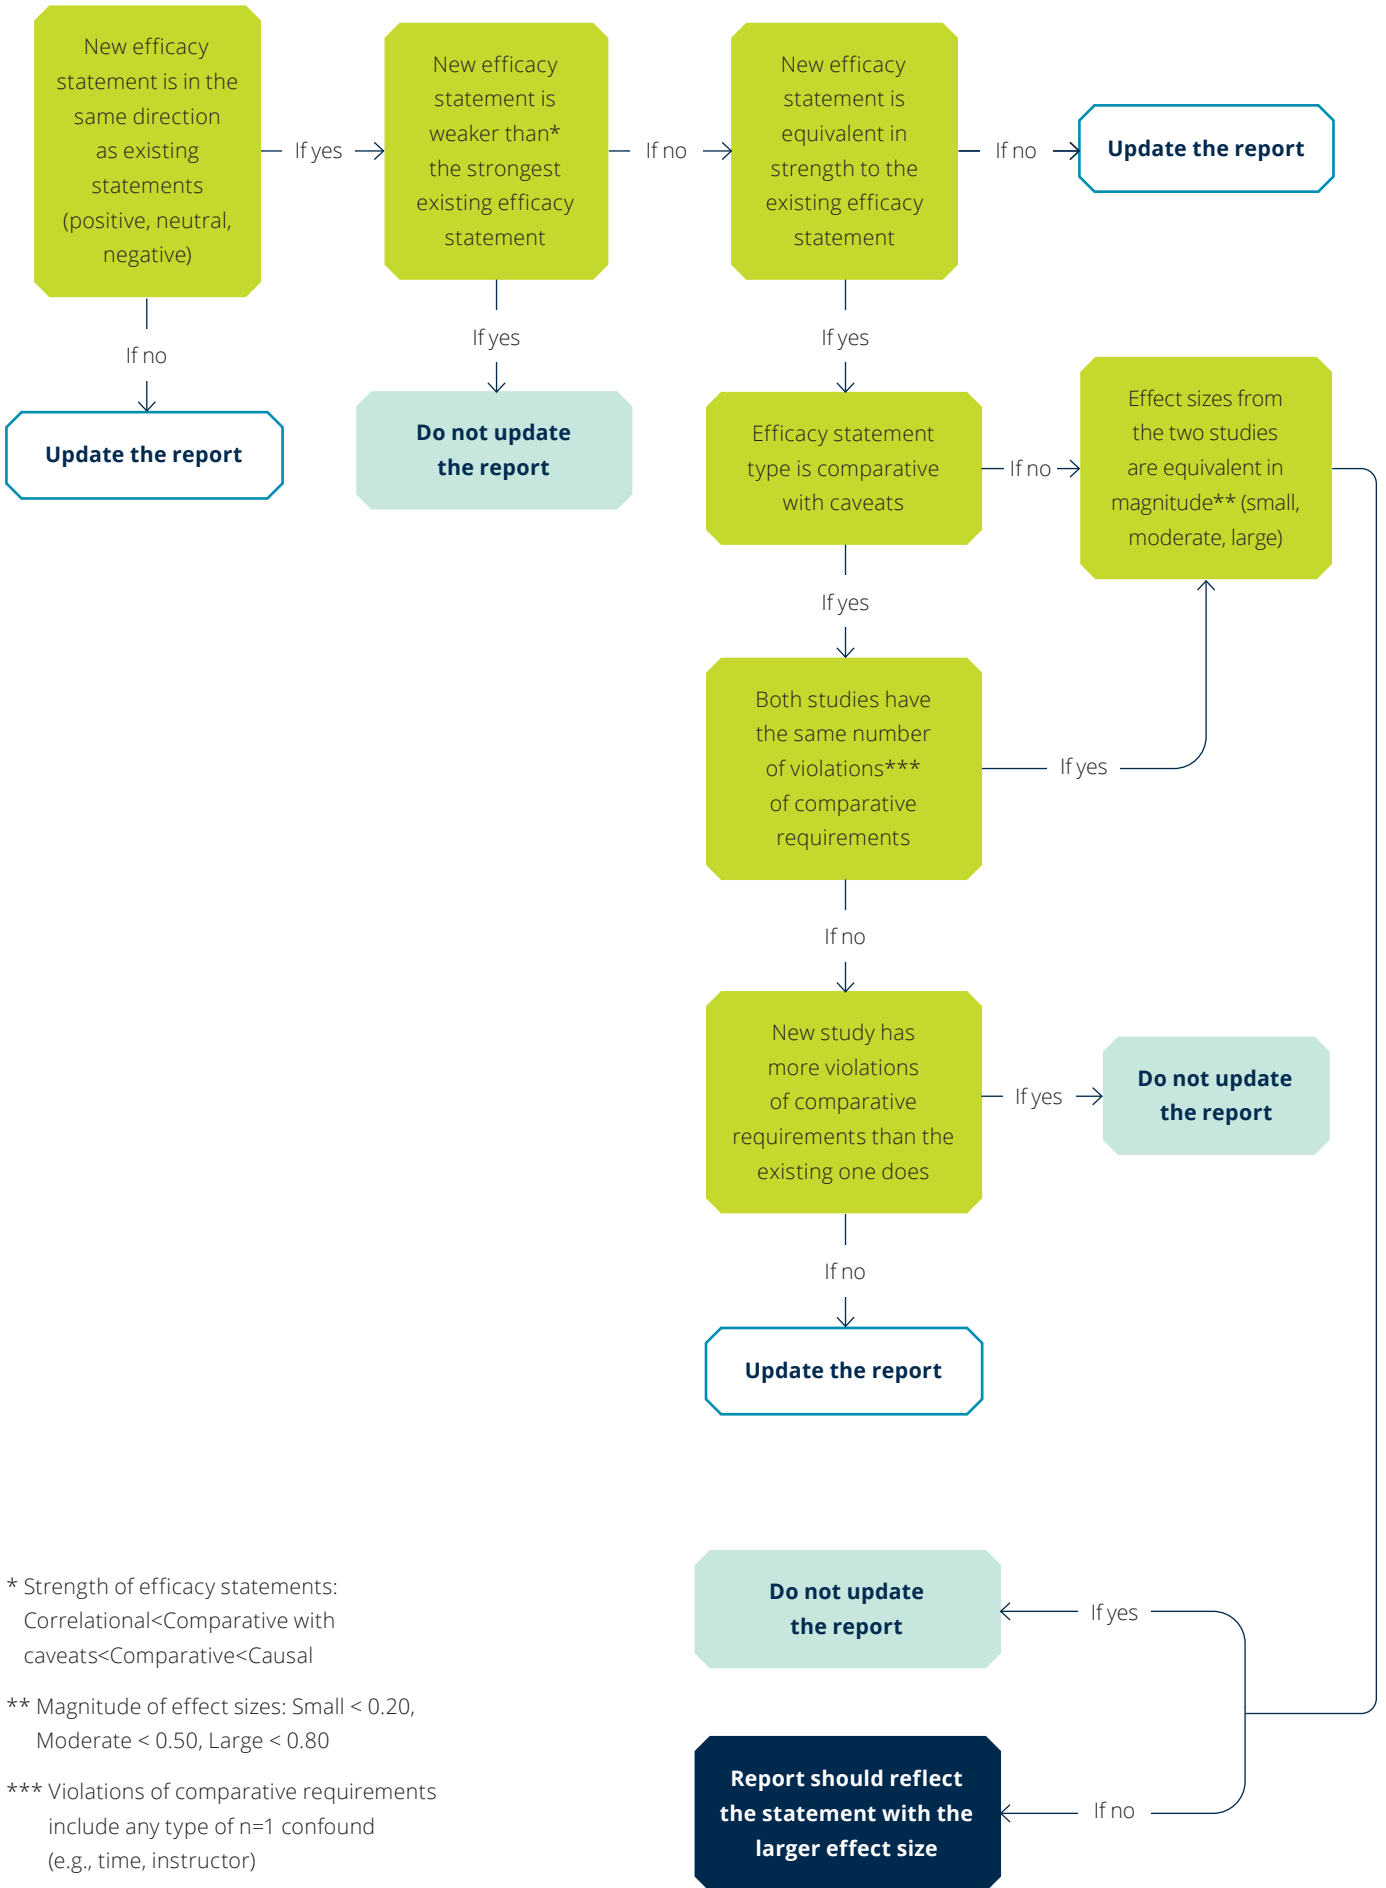 New efficacy
statement is in the
same direction
as existing
statements
(positive, neutral,
negative)
If yes
New efficacy
statement is
weaker than*
the strongest
existing efficacy
statement
If no
New efficacy
statement is
equivalent in
strength to the
existing efficacy
statement
If no
Update the report
If no
Update the report
If yes
Do not update
the report
If yes
Efficacy statement
type is comparative
with caveats
If no
Effect sizes from
the two studies
are equivalent in
magnitude** (small,
moderate, large)
If yes
Both studies have
the same number
of violations***
of comparative
requirements
If yes
If no
New study has
more violations
of comparative
requirements than the
existing one does
If yes
Do not update
the report
If no
Update the report
Do not update
the report
If yes
Report should reflect
the statement with the
larger effect size
If no
* Strength of efficacy statements:
Correlational<Comparative with
caveats<Comparative<Causal
** Magnitude of effect sizes: Small < 0.20,
Moderate < 0.50, Large < 0.80
*** Violations of comparative requirements
include any type of n=1 confound
(e.g., time, instructor)